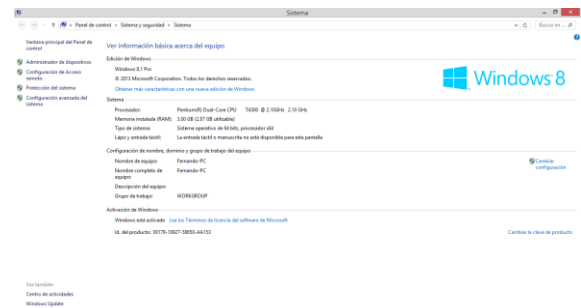 Sistema
Panel de control › Sistema y seguridad › Sistema
Buscar en ...
Ventana principal del Panel de control
Administrador de dispositivos
Configuración de Acceso remoto
Protección del sistema
Configuración avanzada del sistema
Ver información básica acerca del equipo
Edición de Windows
Windows 8.1 Pro
© 2013 Microsoft Corporation. Todos los derechos reservados.
Obtener más características con una nueva edición de Windows
Windows 8
Sistema
Procesador: Pentium(R) Dual-Core CPU T4300 @ 2.10GHz 2.10 GHz
Memoria instalada (RAM): 3.00 GB (2.87 GB utilizable)
Tipo de sistema: Sistema operativo de 64 bits, procesador x64
Lápiz y entrada táctil: La entrada táctil o manuscrita no está disponible para esta pantalla
Configuración de nombre, dominio y grupo de trabajo del equipo
Nombre de equipo: Fernando-PC
Cambiar configuración
Nombre completo de equipo: Fernando-PC
Descripción del equipo:
Grupo de trabajo: WORKGROUP
Activación de Windows
Windows está activado Lea los Términos de licencia del software de Microsoft
Id. del producto:
Cambiar la clave de producto
Vea también
Centro de actividades
Windows Update